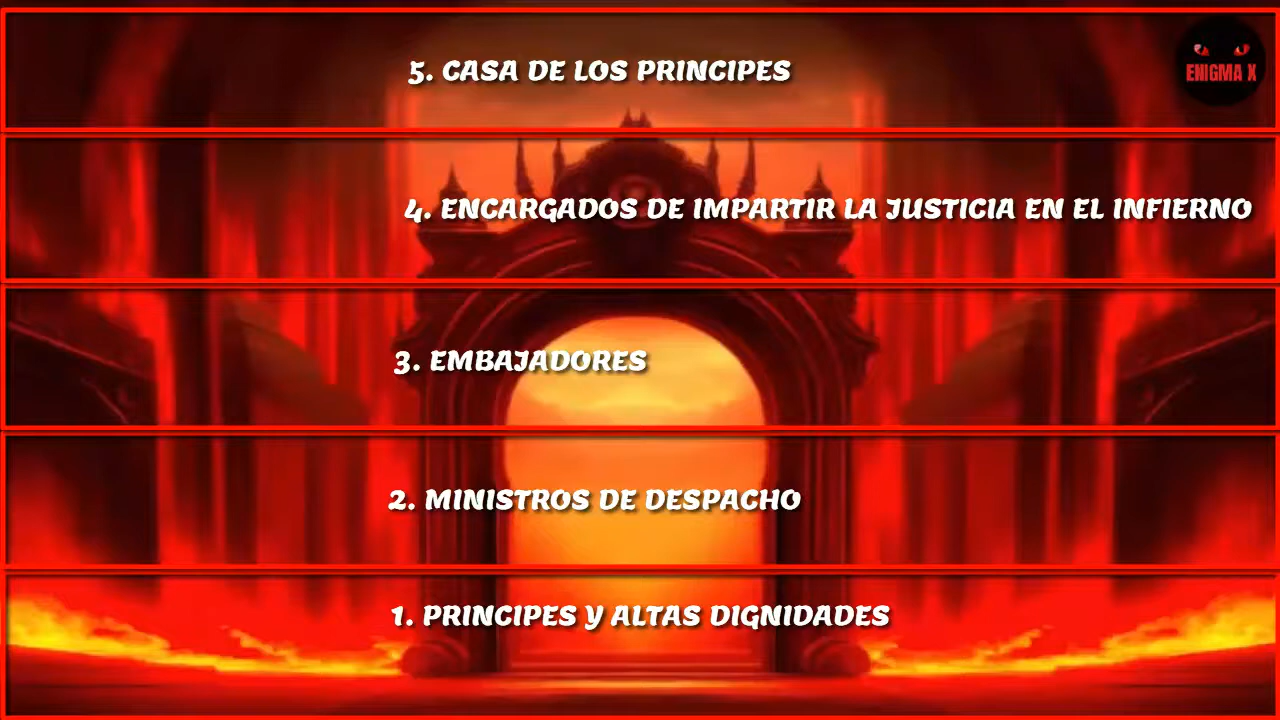 5. CASA DE LOS PRINCIPES
ENIGMA X
4. ENCARGADOS DE IMPARTIR LA JUSTICIA EN EL INFIERNO
3. EMBAJADORES
2. MINISTROS DE DESPACHO
1. PRINCIPES Y ALTAS DIGNIDADES